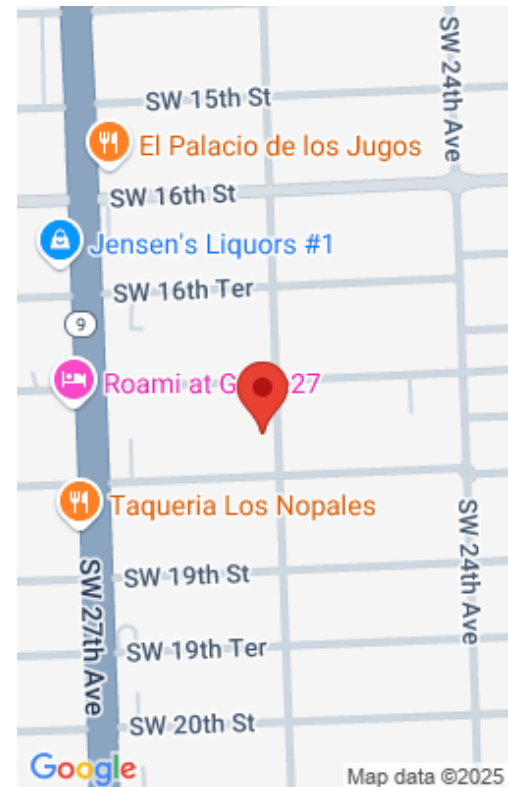 SW 24th Ave
SW 15th St
El Palacio de los Jugos
SW 16th St
Jensen's Liquors #1
SW 16th Ter
9
Roami at G 27
Taqueria Los Nopales
SW 24th Ave
SW 27th Ave
SW 19th St
SW 19th Ter
SW 20th St
Google
Map data ©2025